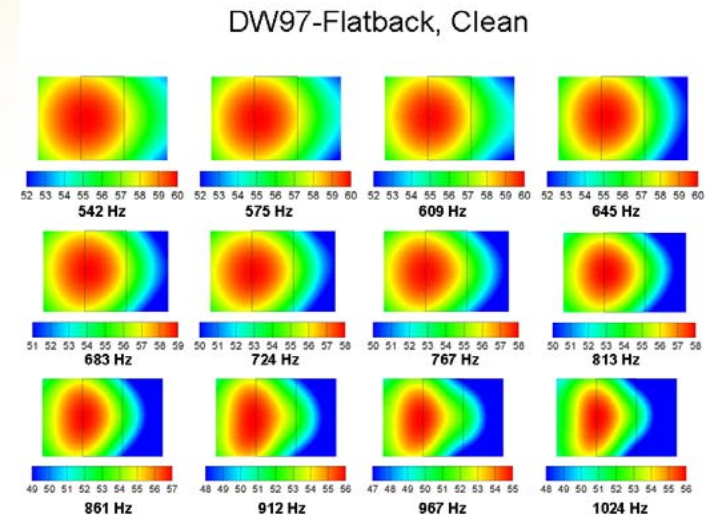 DW97-Flatback, Clean
52 53 54 55 56 57 58 59 60 52 53 54 55 56 57 58 59 60 52 53 54 55 56 57 58 59 60 52 53 54 55 56 57 58 59 60
542 Hz 575 Hz 609 Hz 645 Hz
51 52 53 54 55 56 57 58 59 50 51 52 53 54 55 56 57 58 50 51 52 53 54 55 56 57 58 50 51 52 53 54 55 56 57 58
683 Hz 724 Hz 767 Hz 813 Hz
49 50 51 52 53 54 55 56 57 48 49 50 51 52 53 54 55 56 47 48 49 50 51 52 53 54 55 48 49 50 51 52 53 54 55 56
861 Hz 912 Hz 967 Hz 1024 Hz